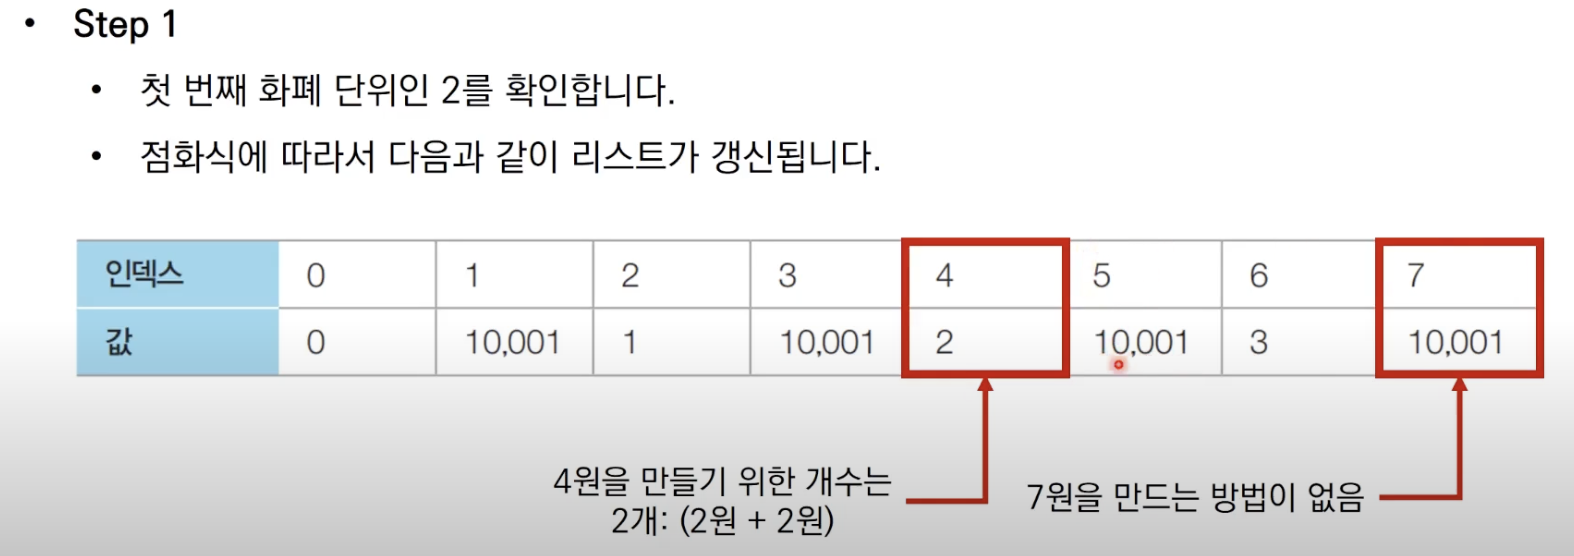 • Step 1
• 첫 번째 화폐 단위인 2를 확인합니다.
• 점화식에 따라서 다음과 같이 리스트가 갱신됩니다.
인덱스 0 1 2 3 4 5 6 7
값 0 10,001 1 10,001 2 10,001 3 10,001
4원을 만들기 위한 개수는
2개: (2원 + 2원)
7원을 만드는 방법이 없음